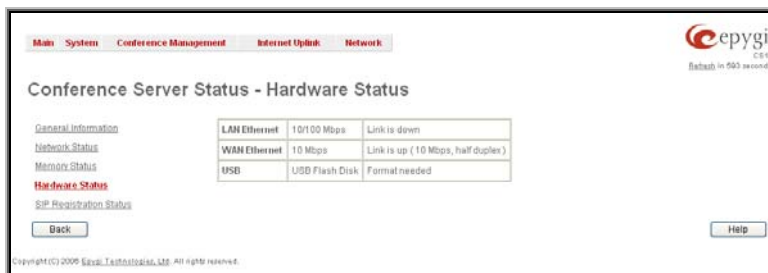 Main System Conference Management Internet Uplink Network
epygi
Refresh in 593 second
Conference Server Status - Hardware Status
General Information
Network Status
Memory Status
Hardware Status
SIP Registration Status
LAN Ethernet 10/100 Mbps Link is down
WAN Ethernet 10 Mbps Link is up ( 10 Mbps, half duplex )
USB USB Flash Disk Format needed
Back
Help
Copyright (C) 2006 Epygi Technologies, Ltd. All rights reserved.